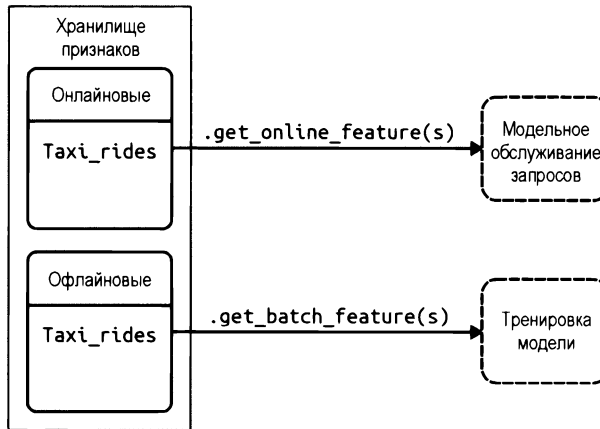 Хранилище
признаков
Онлайновые
Taxi_rides
.get_online_feature(s)
Модельное
обслуживание
запросов
Офлайновые
Taxi_rides
.get_batch_feature(s)
Тренировка
модели